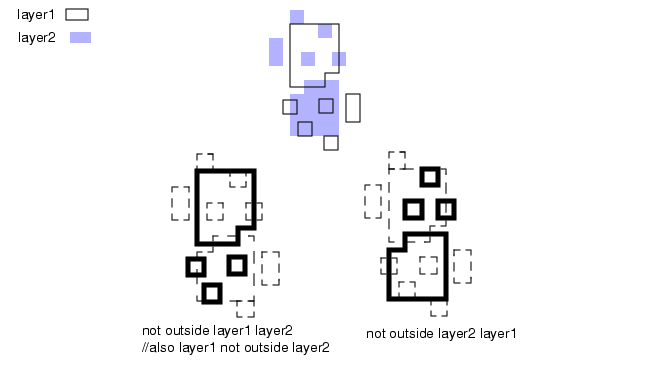 layer1
layer2
not outside layer1 layer2
//also layer1 not outside layer2
not outside layer2 layer1